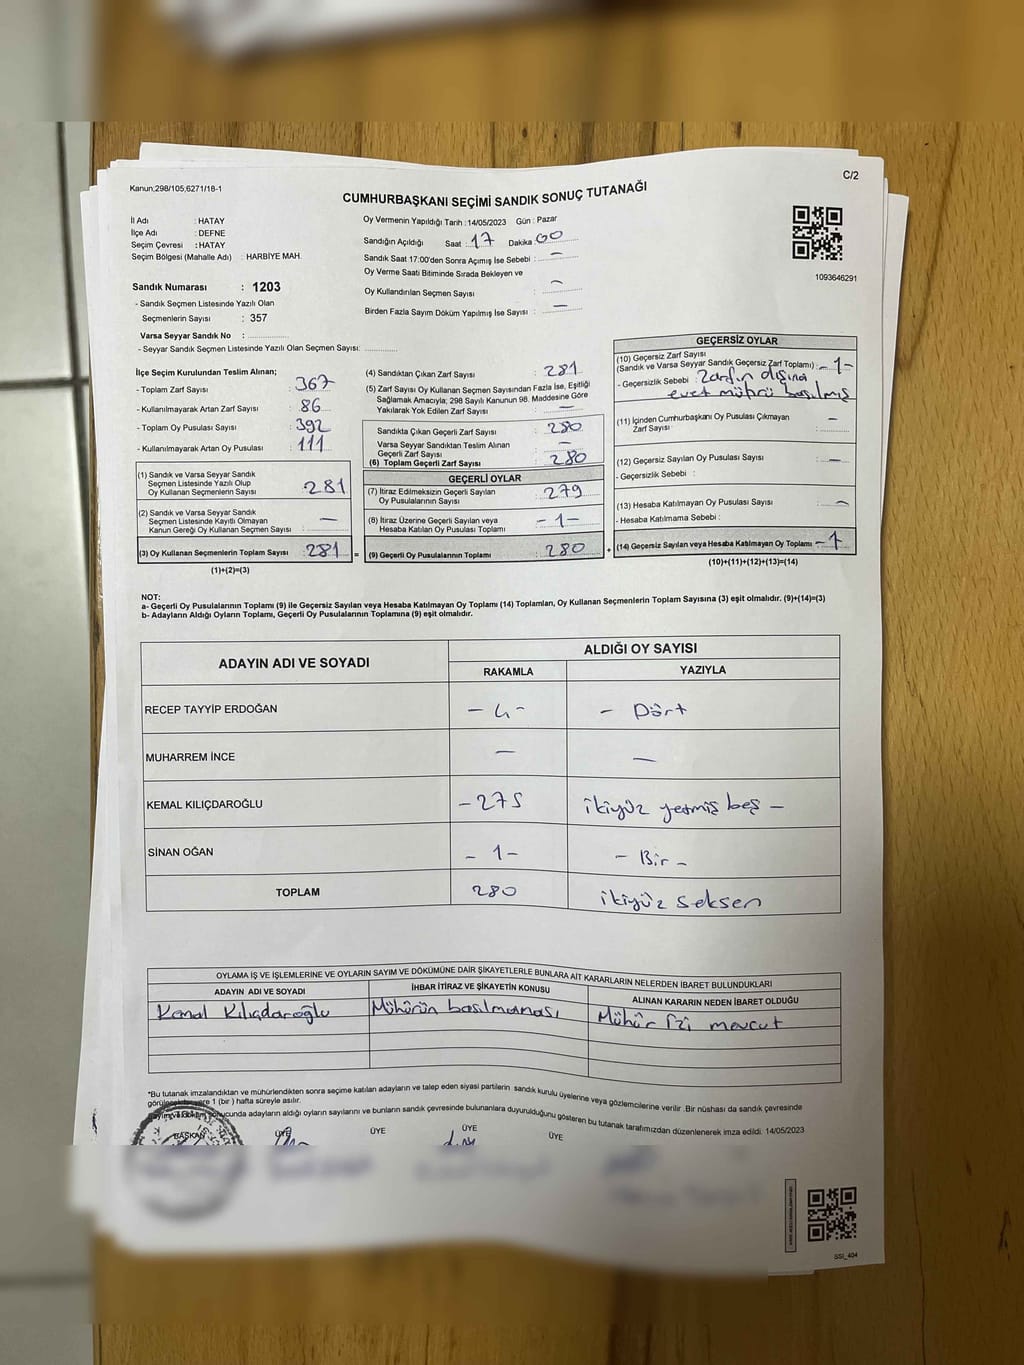 Kanun;298/105;6271/18-1
C/2
CUMHURBAŞKANI SEÇİMİ SANDIK SONUÇ TUTANAĞI
İl Adı : HATAY
İlçe Adı : DEFNE
Seçim Çevresi : HATAY
Seçim Bölgesi (Mahalle Adı) : HARBİYE MAH.
Sandık Numarası : 1203
- Sandık Seçmen Listesinde Yazılı Olan
Seçmenlerin Sayısı : 357
Varsa Seyyar Sandık No :
- Seyyar Sandık Seçmen Listesinde Yazılı Olan Seçmen Sayısı:
Oy Vermenin Yapıldığı Tarih : 14/05/2023 Gün : Pazar
Sandığın Açıldığı Saat : 17 Dakika : 00
Sandık Saat 17:00'den Sonra Açımış İse Sebebi : —
Oy Verme Saati Bitiminde Sırada Bekleyen ve
Oy Kullandırılan Seçmen Sayısı : —
Birden Fazla Sayım Döküm Yapılmış İse Sayısı : —
1093646291
İlçe Seçim Kurulundan Teslim Alınan;
- Toplam Zarf Sayısı : 367
- Kullanılmayarak Artan Zarf Sayısı : 86
- Toplam Oy Pusulası Sayısı : 392
- Kullanılmayarak Artan Oy Pusulası : 111
(1) Sandık ve Varsa Seyyar Sandık
Seçmen Listesinde Yazılı Olup
Oy Kullanan Seçmenlerin Sayısı : 281
(2) Sandık ve Varsa Seyyar Sandık
Seçmen Listesinde Kayıtlı Olmayan
Kanun Gereği Oy Kullanan Seçmen Sayısı : —
(3) Oy Kullanan Seçmenlerin Toplam Sayısı : 281 =
(1)+(2)=(3)
(4) Sandıktan Çıkan Zarf Sayısı : 281
(5) Zarf Sayısı Oy Kullanan Seçmen Sayısından Fazla İse, Eşitliği
Sağlamak Amacıyla; 298 Sayılı Kanunun 98. Maddesine Göre
Yakılarak Yok Edilen Zarf Sayısı : —
Sandıkta Çıkan Geçerli Zarf Sayısı : 280
Varsa Seyyar Sandıktan Teslim Alınan
Geçerli Zarf Sayısı : —
(6) Toplam Geçerli Zarf Sayısı : 280
GEÇERLİ OYLAR
(7) İtiraz Edilmeksizin Geçerli Sayılan
Oy Pusulalarının Sayısı : 279
(8) İtiraz Üzerine Geçerli Sayılan veya
Hesaba Katılan Oy Pusulası Toplamı : -1-
(9) Geçerli Oy Pusulalarının Toplamı : 280 +
GEÇERSİZ OYLAR
(10) Geçersiz Zarf Sayısı
(Sandık ve Varsa Seyyar Sandık Geçersiz Zarf Toplamı) : -1-
- Geçersizlik Sebebi : Zarfın dışına
evet mührü basılmış
(11) İçinden Cumhurbaşkanı Oy Pusulası Çıkmayan
Zarf Sayısı : —
(12) Geçersiz Sayılan Oy Pusulası Sayısı : —
- Geçersizlik Sebebi :
(13) Hesaba Katılmayan Oy Pusulası Sayısı : —
- Hesaba Katılmama Sebebi :
(14) Geçersiz Sayılan veya Hesaba Katılmayan Oy Toplamı : -1
(10)+(11)+(12)+(13)=(14)
NOT:
a- Geçerli Oy Pusulalarının Toplamı (9) ile Geçersiz Sayılan veya Hesaba Katılmayan Oy Toplamı (14) Toplamları, Oy Kullanan Seçmenlerin Toplam Sayısına (3) eşit olmalıdır. (9)+(14)=(3)
b- Adayların Aldığı Oyların Toplamı, Geçerli Oy Pusulalarının Toplamına (9) eşit olmalıdır.
ADAYIN ADI VE SOYADI ALDIĞI OY SAYISI
RAKAMLA YAZIYLA
RECEP TAYYİP ERDOĞAN - 4 - - Dört
MUHARREM İNCE — —
KEMAL KILIÇDAROĞLU - 275 ikiyüz yetmiş beş -
SİNAN OĞAN - 1 - - Bir -
TOPLAM 280 ikiyüz seksen
OYLAMA İŞ VE İŞLEMLERİNE VE OYLARIN SAYIM VE DÖKÜMÜNE DAİR ŞİKAYETLERLE BUNLARA AİT KARARLARIN NELERDEN İBARET BULUNDUKLARI
ADAYIN ADI VE SOYADI İHBAR İTİRAZ VE ŞİKAYETİN KONUSU ALINAN KARARIN NEDEN İBARET OLDUĞU
Kemal Kılıçdaroğlu Mühürün basılmaması Mühür İzi mevcut
*Bu tutanak imzalandıktan ve mühürlendikten sonra seçime katılan adayların ve talep eden siyasi partilerin sandık kurulu üyelerine veya gözlemcilerine verilir .Bir nüshası da sandık çevresinde
görülecek bir yere 1 (bir ) hafta süreyle asılır.
Sayım ve döküm sonucunda adayların aldığı oyların sayılarını ve bunların sandık çevresinde bulunanlara duyurulduğunu gösteren bu tutanak tarafımızdan düzenlenerek imza edildi. 14/05/2023
BAŞKAN ÜYE ÜYE ÜYE ÜYE
SSİ_404